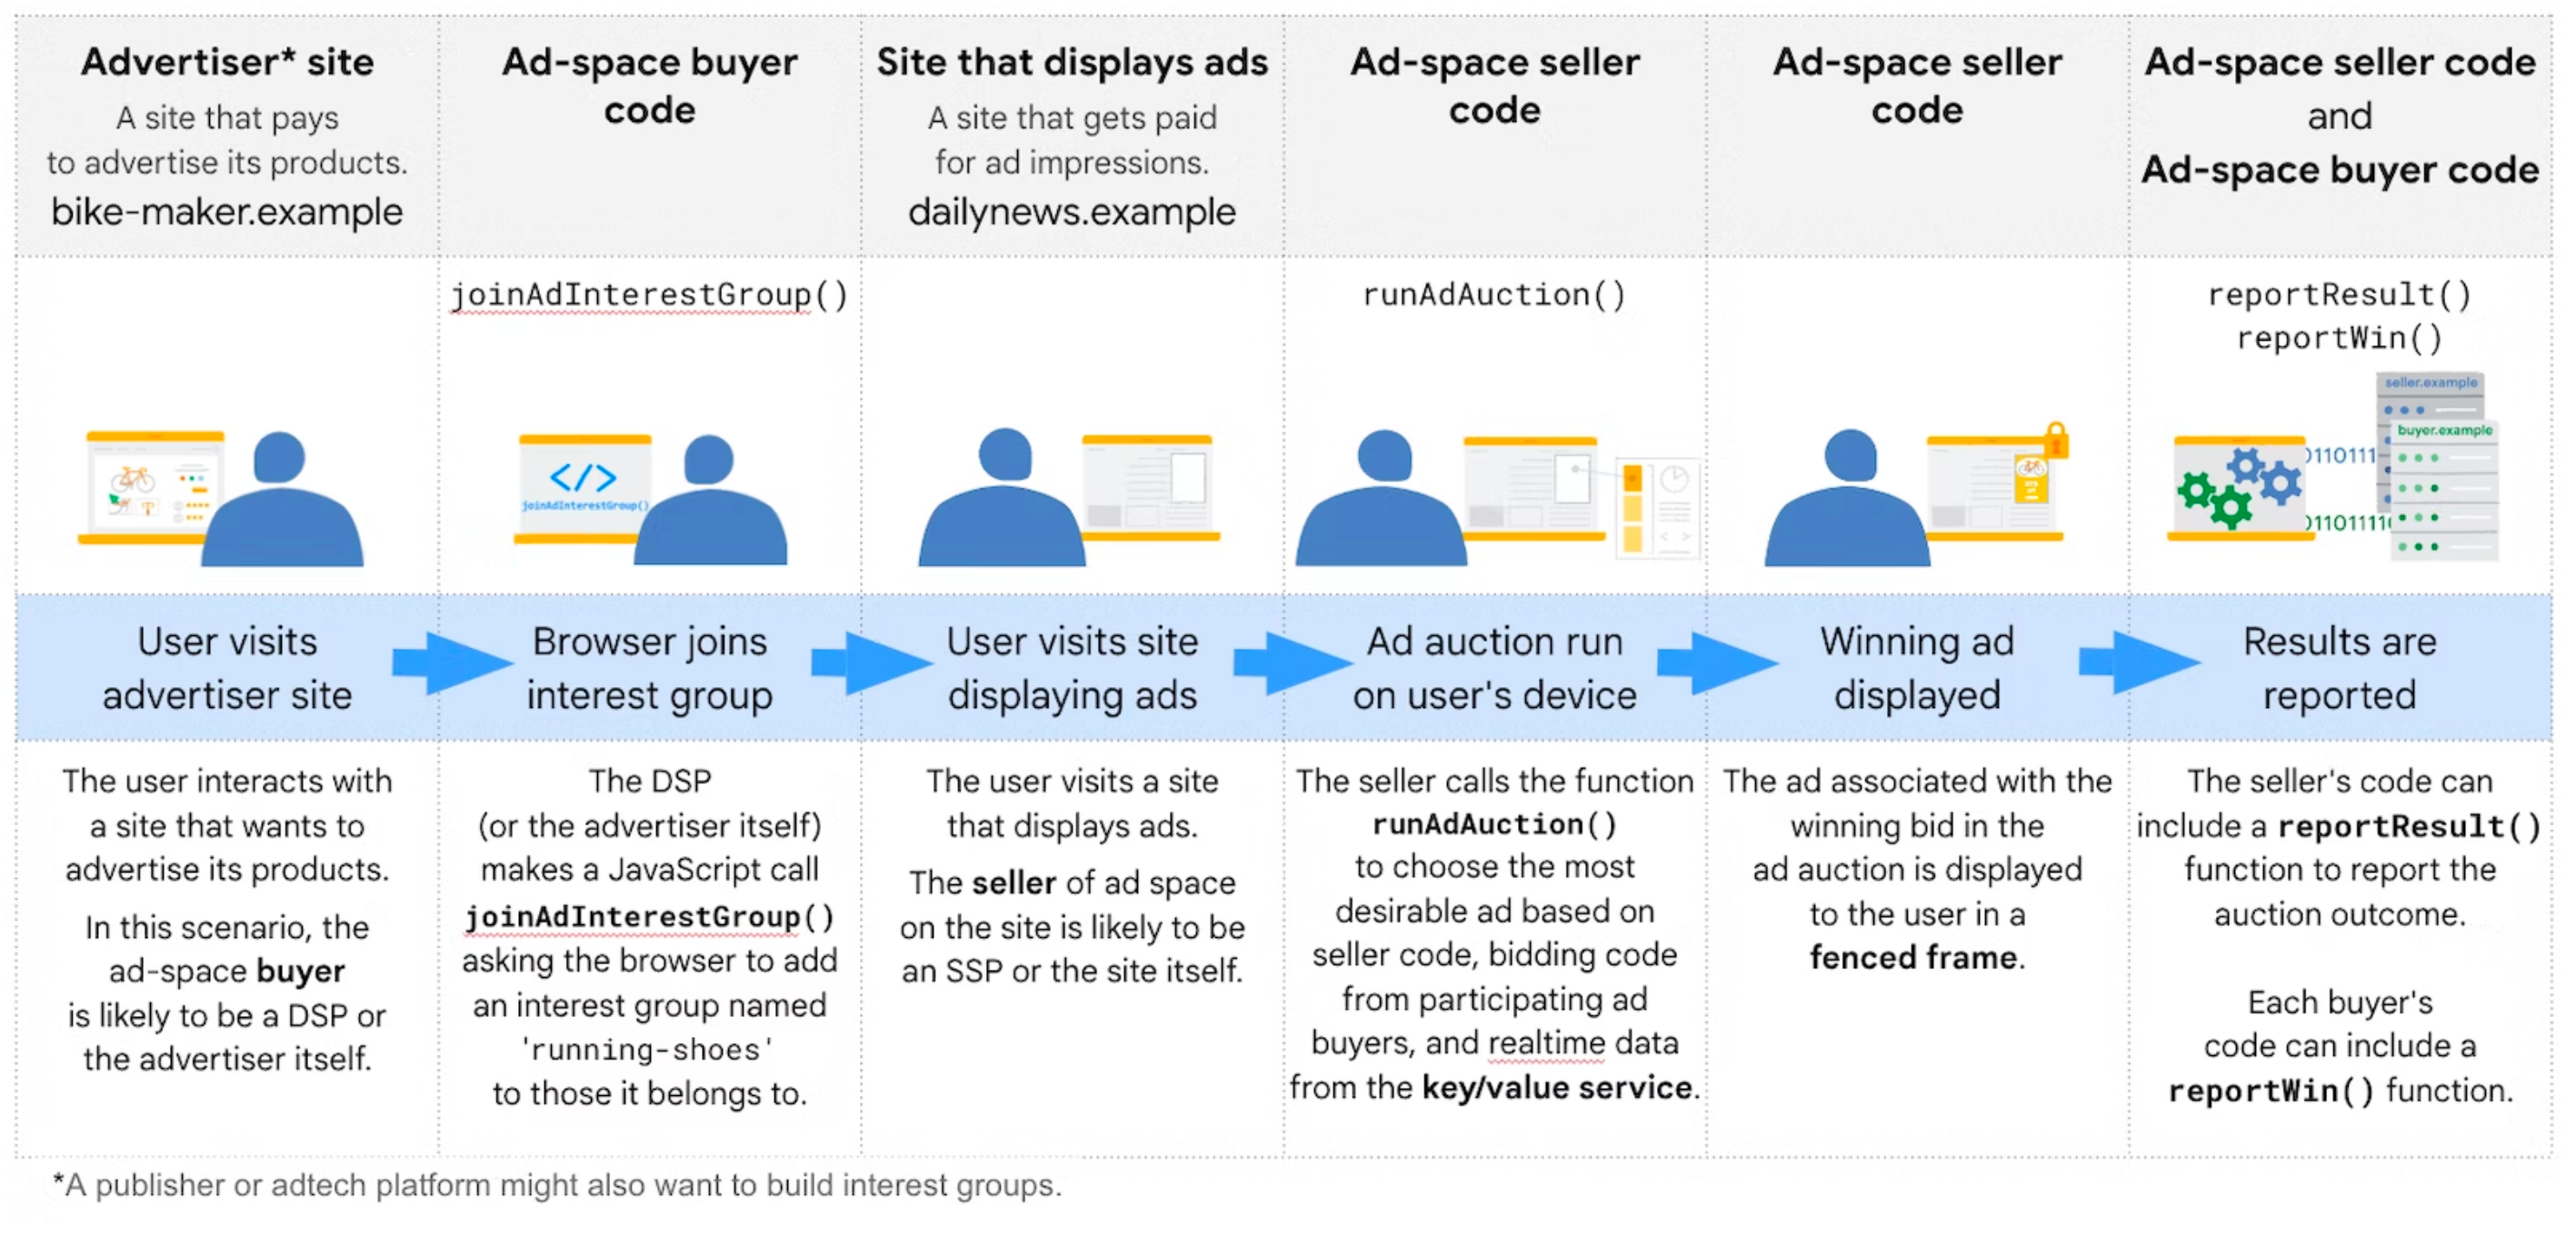 Advertiser* site
A site that pays
to advertise its products.
bike-maker.example
Ad-space buyer
code
Site that displays ads
A site that gets paid
for ad impressions.
dailynews.example
Ad-space seller
code
Ad-space seller
code
Ad-space seller code
and
Ad-space buyer code
joinAdInterestGroup()
runAdAuction()
reportResult()
reportWin()
</>
joinAdInterestGroup()
< >
seller.example
buyer.example
0110111
01101111
User visits
advertiser site
Browser joins
interest group
User visits site
displaying ads
Ad auction run
on user's device
Winning ad
displayed
Results are
reported
The user interacts with
a site that wants to
advertise its products.
In this scenario, the
ad-space buyer
is likely to be a DSP or
the advertiser itself.
The DSP
(or the advertiser itself)
makes a JavaScript call
joinAdInterestGroup()
asking the browser to add
an interest group named
'running-shoes'
to those it belongs to.
The user visits a site
that displays ads.
The seller of ad space
on the site is likely to be
an SSP or the site itself.
The seller calls the function
runAdAuction()
to choose the most
desirable ad based on
seller code, bidding code
from participating ad
buyers, and realtime data
from the key/value service.
The ad associated with the
winning bid in the
ad auction is displayed
to the user in a
fenced frame.
The seller's code can
include a reportResult()
function to report the
auction outcome.
Each buyer's
code can include a
reportWin() function.
*A publisher or adtech platform might also want to build interest groups.